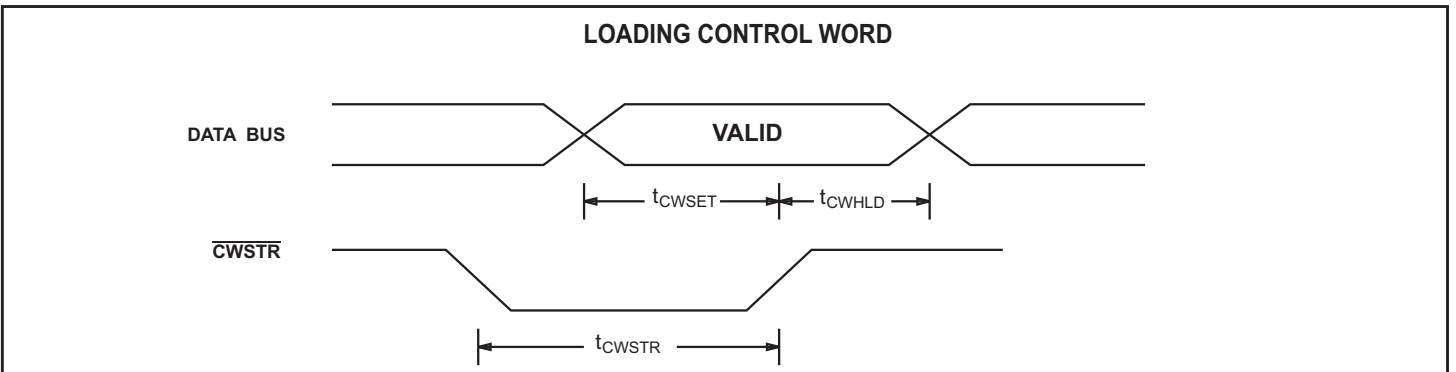 LOADING CONTROL WORD
DATA BUS
VALID
tCWSET
tCWHLD
CWSTR
tCWSTR